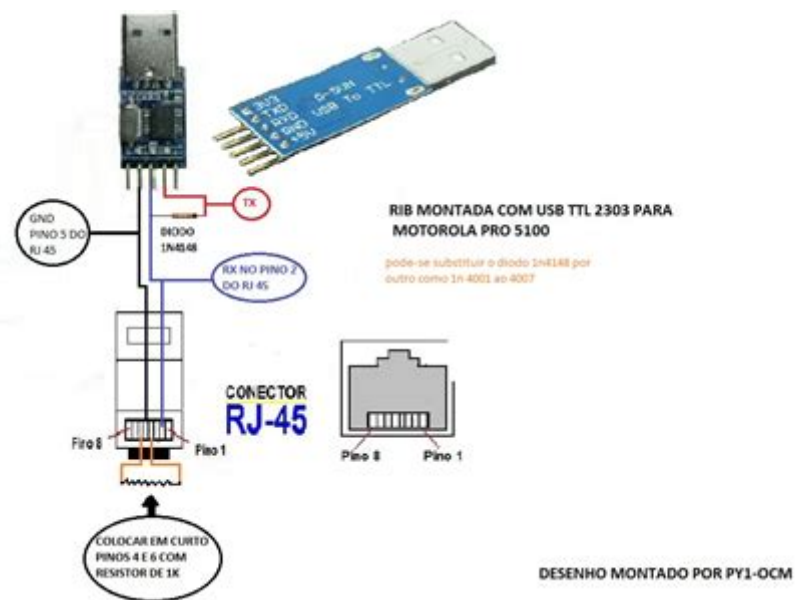 3V3
TXD
RXD
GND
+5V
USB To TTL
TX
GND
PINO 5 DO
RJ 45
DIODO
1N4148
RX NO PINO 2
DO RJ 45
RIB MONTADA COM USB TTL 2303 PARA
MOTOROLA PRO 5100
pode-se substituir o diodo 1n4148 por
outro como 1n 4001 ao 4007
CONECTOR
RJ-45
Pino 8
Pino 1
Pino 8
Pino 1
COLOCAR EM CURTO
PINOS 4 E 6 COM
RESISTOR DE 1K
DESENHO MONTADO POR PY1-OCM